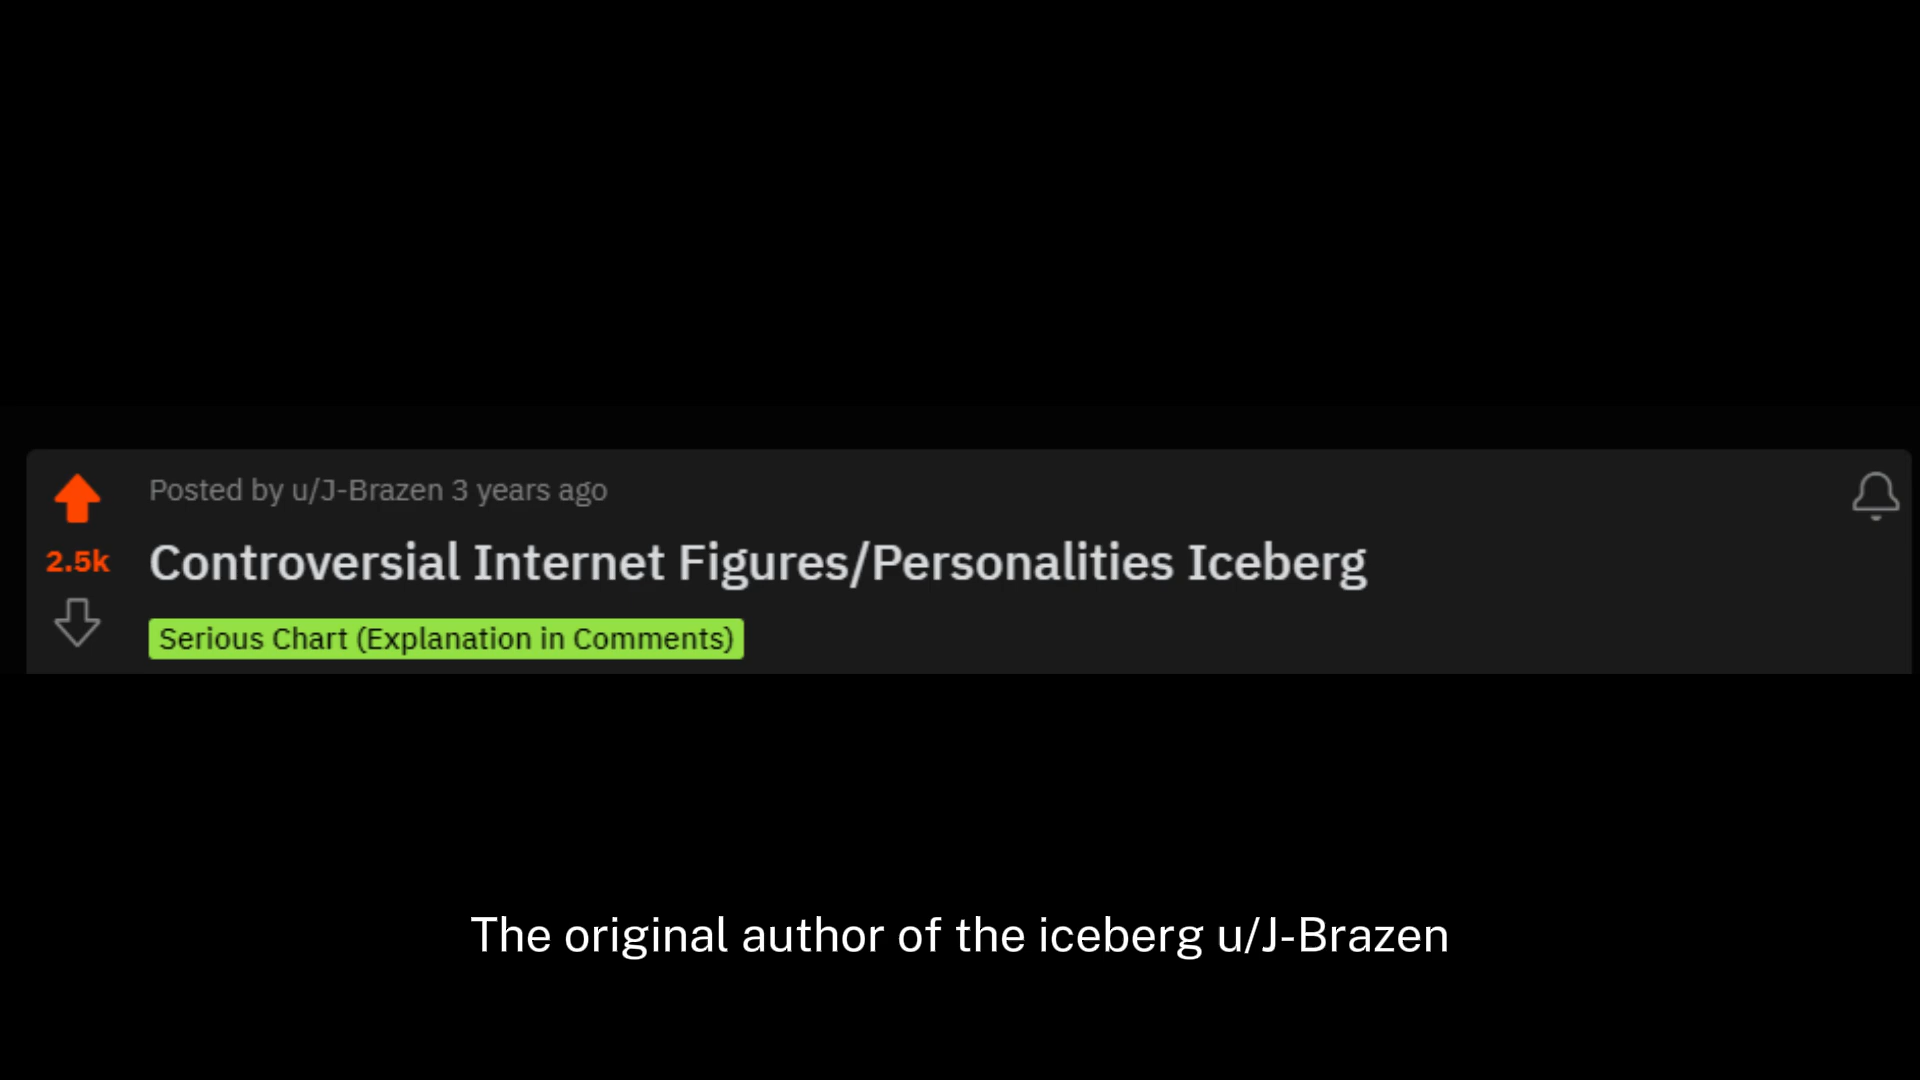 Posted by u/J-Brazen 3 years ago
2.5k
Controversial Internet Figures/Personalities Iceberg
Serious Chart (Explanation in Comments)
The original author of the iceberg u/J-Brazen